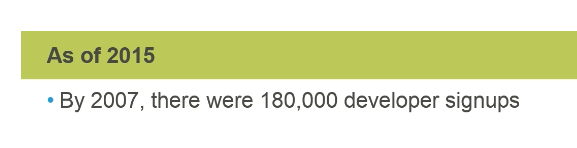 As of 2015
• By 2007, there were 180,000 developer signups